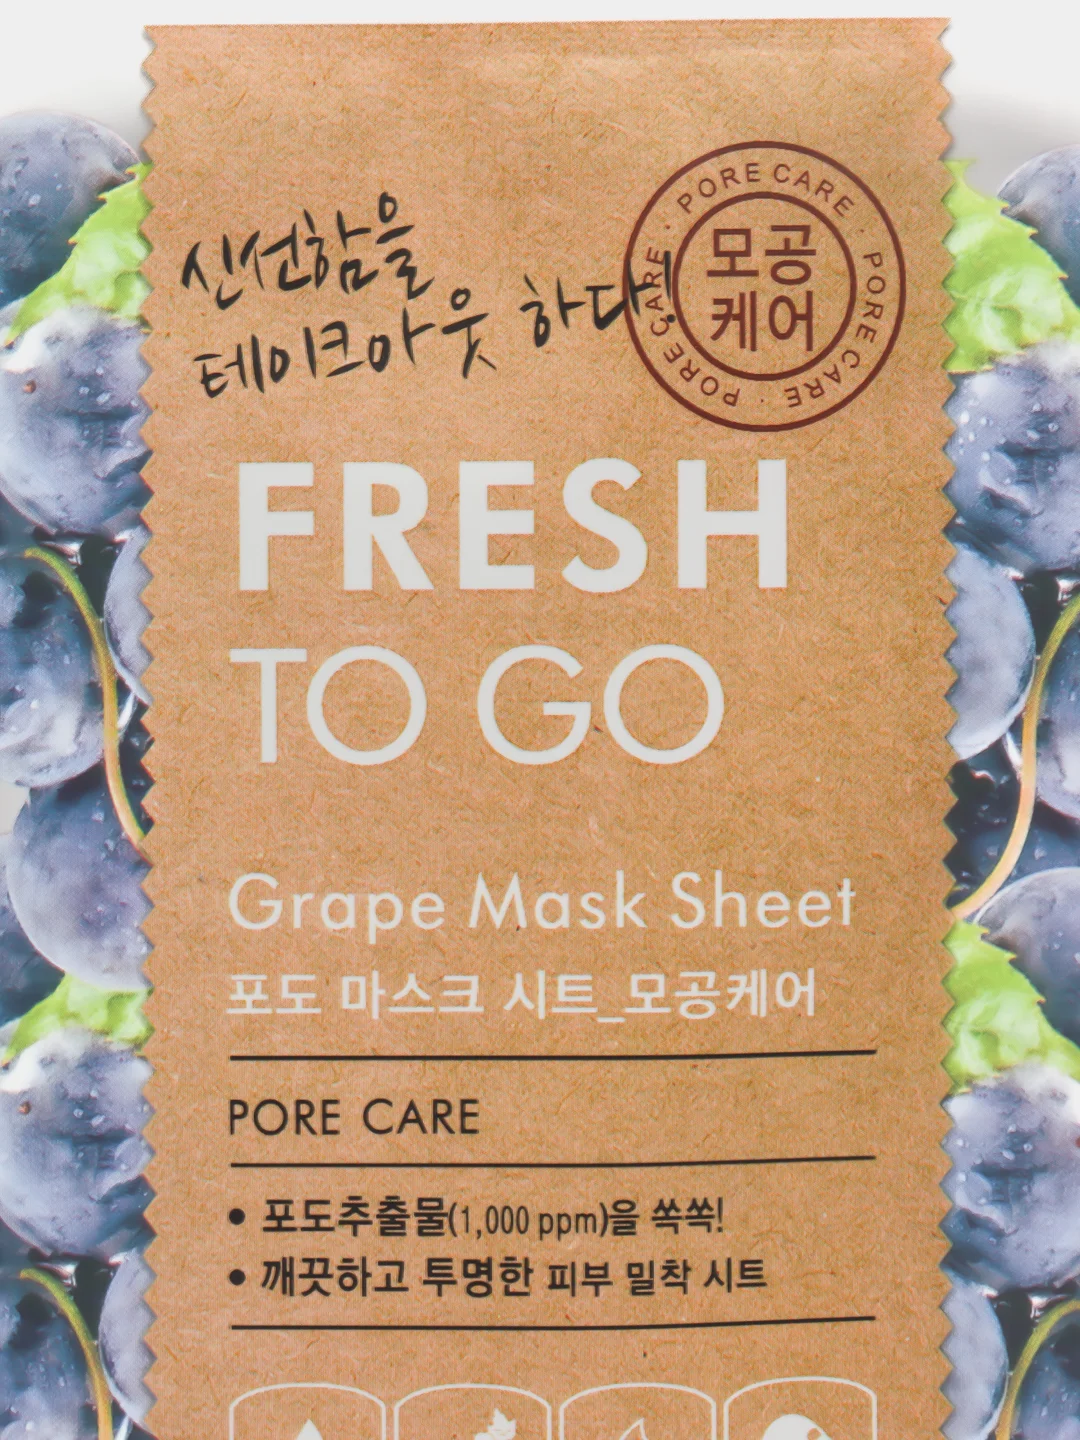 신선함을
테이크아웃 하다!
PORE CARE · PORE CARE · PORE CARE · PORE CARE ·
모공
케어
FRESH
TO GO
Grape Mask Sheet
포도 마스크 시트_모공케어
PORE CARE
• 포도추출물(1,000 ppm)을 쏙쏙!
• 깨끗하고 투명한 피부 밀착 시트